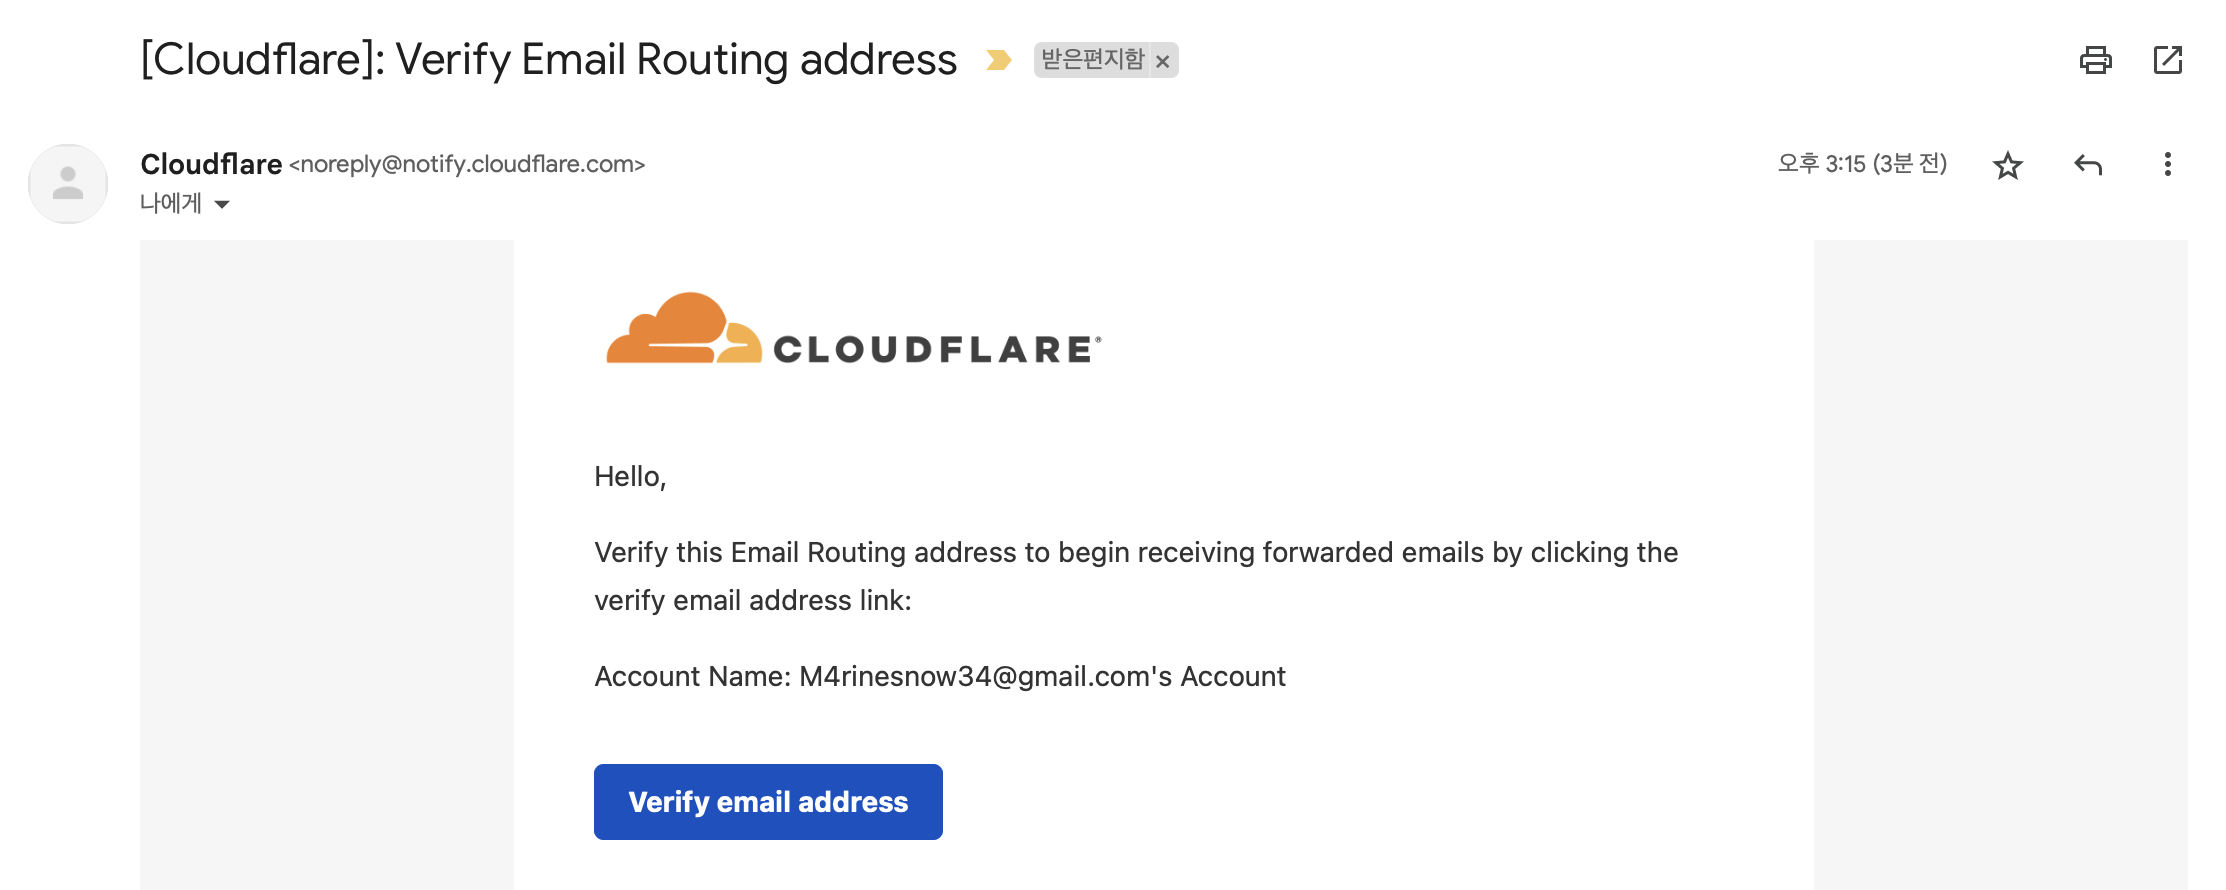 [Cloudflare]: Verify Email Routing address 받은편지함 ×
Cloudflare <noreply@notify.cloudflare.com> 오후 3:15 (3분 전)
나에게
CLOUDFLARE®
Hello,
Verify this Email Routing address to begin receiving forwarded emails by clicking the
verify email address link:
Account Name: M4rinesnow34@gmail.com's Account
Verify email address